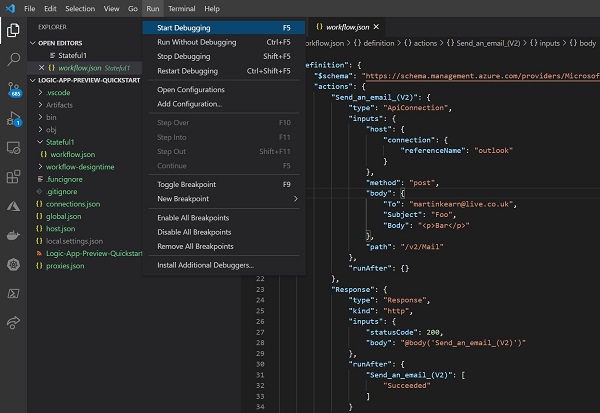 File Edit Selection View Go Run Terminal Help
EXPLORER
OPEN EDITORS
Stateful1
workflow.json Stateful1
LOGIC-APP-PREVIEW-QUICKSTART
.vscode
Artifacts
bin
obj
Stateful1
workflow.json
workflow-designtime
.funcignore
.gitignore
connections.json
global.json
host.json
local.settings.json
Logic-App-Preview-Quickstart
proxies.json
685
1
Start Debugging F5
Run Without Debugging Ctrl+F5
Stop Debugging Shift+F5
Restart Debugging Ctrl+Shift+F5
Open Configurations
Add Configuration...
Step Over F10
Step Into F11
Step Out Shift+F11
Continue F5
Toggle Breakpoint F9
New Breakpoint
Enable All Breakpoints
Disable All Breakpoints
Remove All Breakpoints
Install Additional Debuggers...
workflow.json
orkflow.json > {} definition > {} actions > {} Send_an_email_(V2) > {} inputs > {} body
efinition": {
"$schema": "https://schema.management.azure.com/providers/Microsof
"actions": {
"Send_an_email_(V2)": {
"type": "ApiConnection",
"inputs": {
"host": {
"connection": {
"referenceName": "outlook"
}
},
"method": "post",
"body": {
"To": "martinkearn@live.co.uk",
"Subject": "Foo",
"Body": "<p>Bar</p>"
},
"path": "/v2/Mail"
},
"runAfter": {}
22 },
23 "Response": {
24 "type": "Response",
25 "kind": "http",
26 "inputs": {
27 "statusCode": 200,
28 "body": "@body('Send_an_email_(V2)')"
29 },
30 "runAfter": {
31 "Send_an_email_(V2)": [
32 "Succeeded"
33 ]
34 }